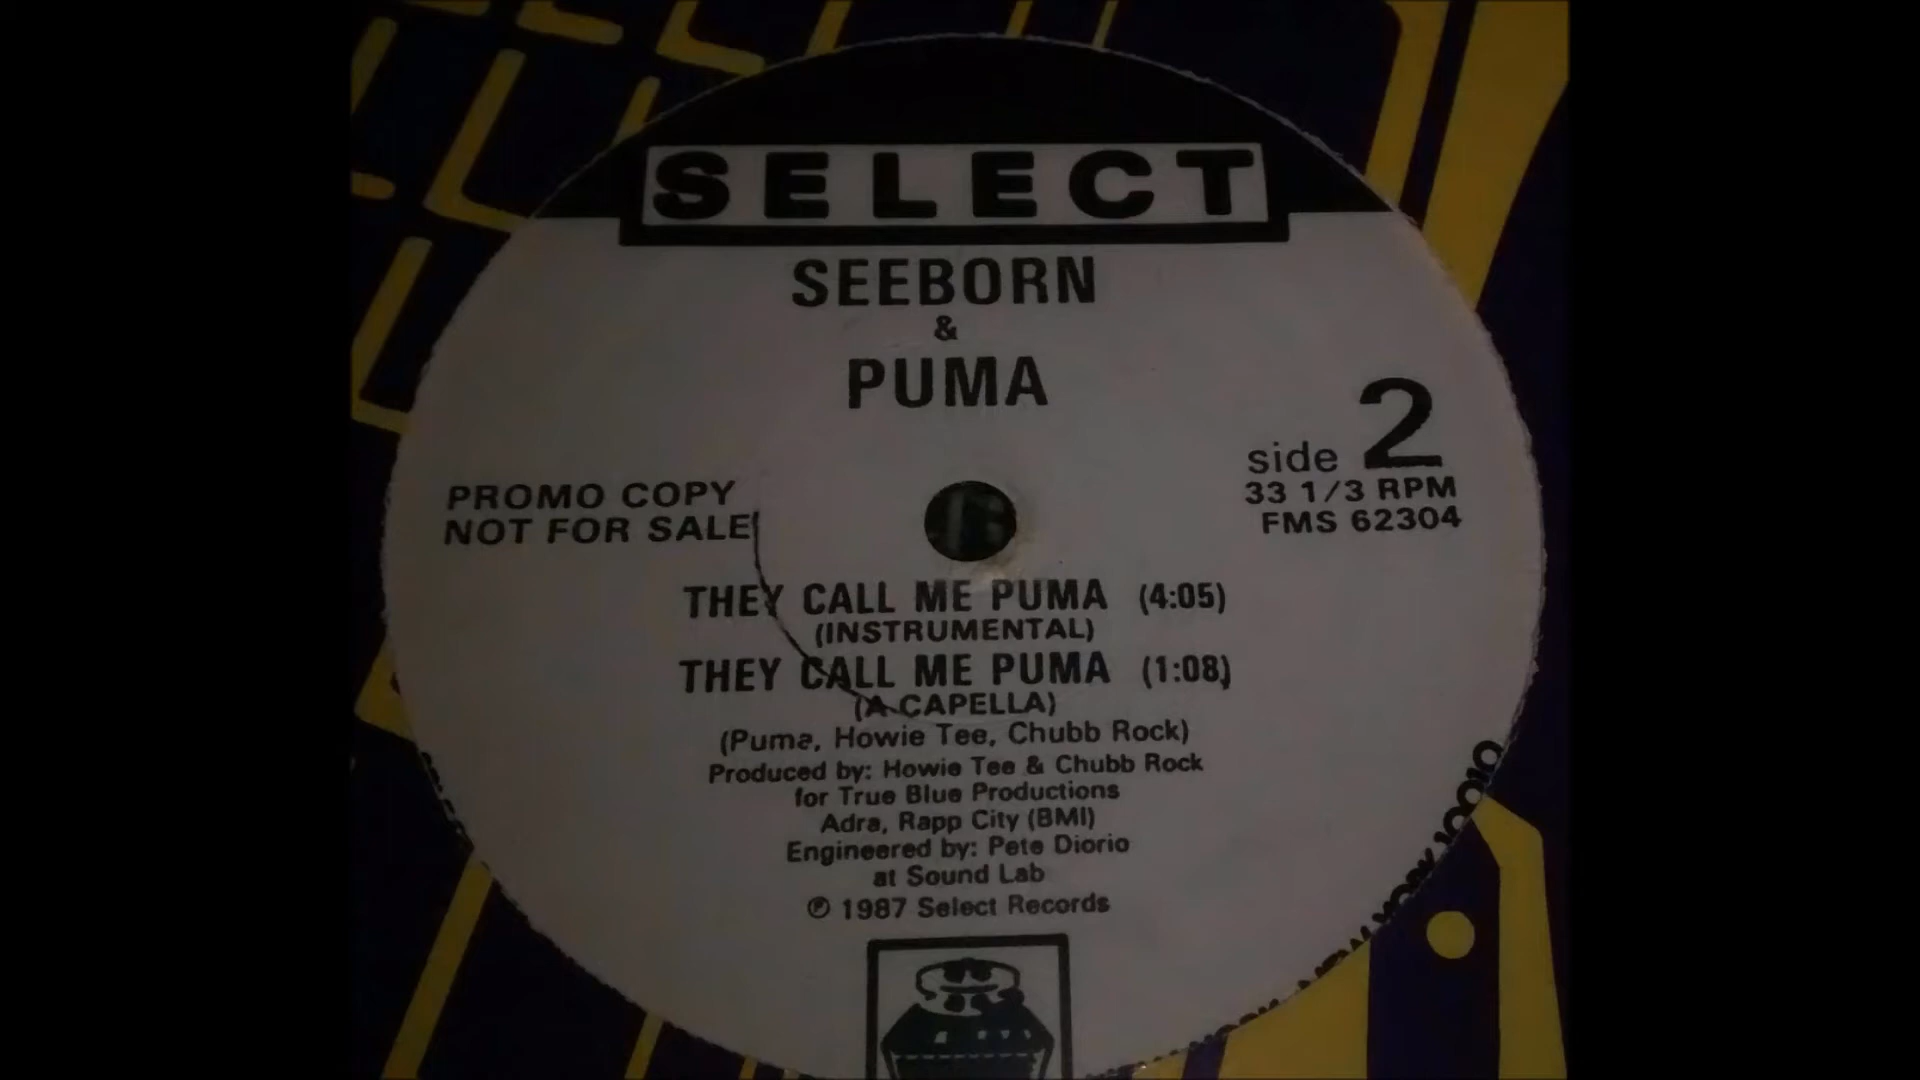 SELECT
SEEBORN
&
PUMA
side 2
33 1/3 RPM
FMS 62304
PROMO COPY
NOT FOR SALE
THEY CALL ME PUMA (4:05)
(INSTRUMENTAL)
THEY CALL ME PUMA (1:08)
(A CAPELLA)
(Puma, Howie Tee, Chubb Rock)
Produced by: Howie Tee & Chubb Rock
for True Blue Productions
Adra, Rapp City (BMI)
Engineered by: Pete Diorio
at Sound Lab
℗ 1987 Select Records